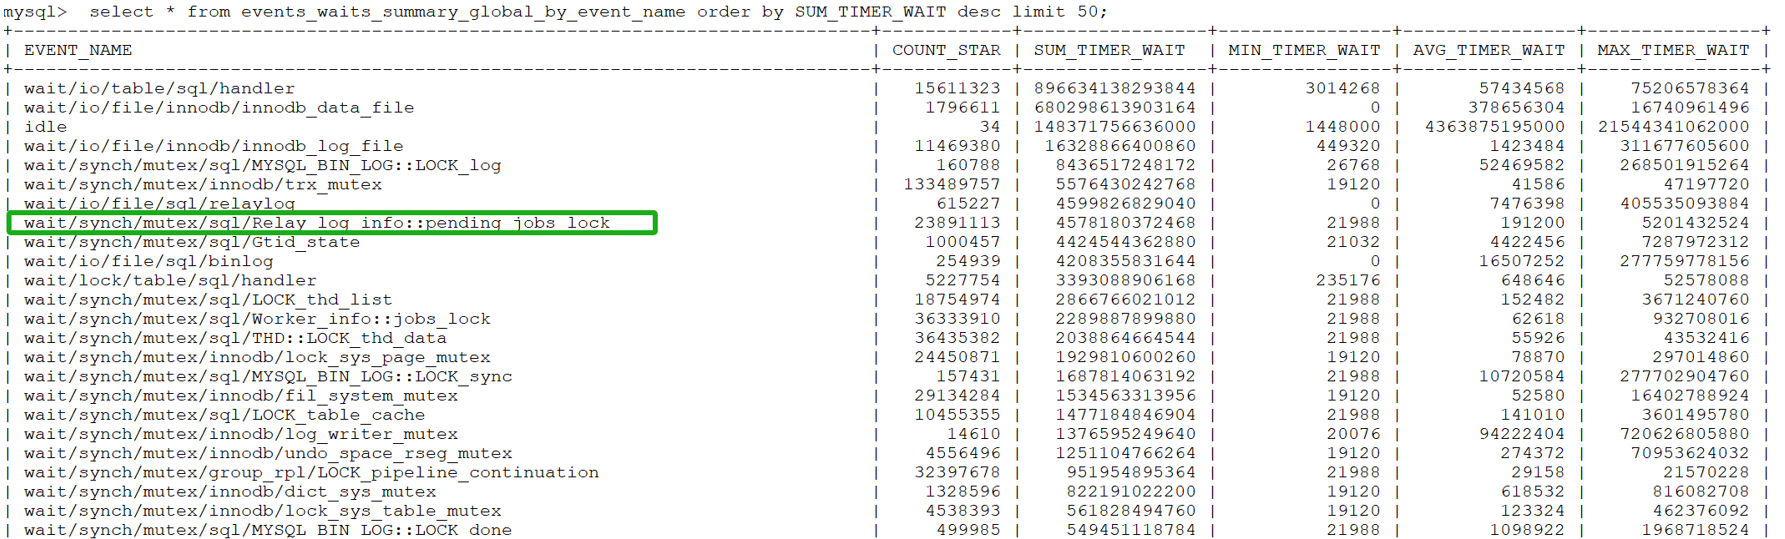 mysql>  select * from events_waits_summary_global_by_event_name order by SUM_TIMER_WAIT desc limit 50;
| EVENT_NAME | COUNT_STAR | SUM_TIMER_WAIT | MIN_TIMER_WAIT | AVG_TIMER_WAIT | MAX_TIMER_WAIT |
| wait/io/table/sql/handler | 15611323 | 896634138293844 | 3014268 | 57434568 | 75206578364 |
| wait/io/file/innodb/innodb_data_file | 1796611 | 680298613903164 | 0 | 378656304 | 16740961496 |
| idle | 34 | 148371756636000 | 1448000 | 4363875195000 | 21544341062000 |
| wait/io/file/innodb/innodb_log_file | 11469380 | 16328866400860 | 449320 | 1423484 | 311677605600 |
| wait/synch/mutex/sql/MYSQL_BIN_LOG::LOCK_log | 160788 | 8436517248172 | 26768 | 52469582 | 268501915264 |
| wait/synch/mutex/innodb/trx_mutex | 133489757 | 5576430242768 | 19120 | 41586 | 47197720 |
| wait/io/file/sql/relaylog | 615227 | 4599826829040 | 0 | 7476398 | 405535093884 |
| wait/synch/mutex/sql/Relay_log_info::pending_jobs_lock | 23891113 | 4578180372468 | 21988 | 191200 | 5201432524 |
| wait/synch/mutex/sql/Gtid_state | 1000457 | 4424544362880 | 21032 | 4422456 | 7287972312 |
| wait/io/file/sql/binlog | 254939 | 4208355831644 | 0 | 16507252 | 277759778156 |
| wait/lock/table/sql/handler | 5227754 | 3393088906168 | 235176 | 648646 | 52578088 |
| wait/synch/mutex/sql/LOCK_thd_list | 18754974 | 2866766021012 | 21988 | 152482 | 3671240760 |
| wait/synch/mutex/sql/Worker_info::jobs_lock | 36333910 | 2289887899880 | 21988 | 62618 | 932708016 |
| wait/synch/mutex/sql/THD::LOCK_thd_data | 36435382 | 2038864664544 | 21988 | 55926 | 43532416 |
| wait/synch/mutex/innodb/lock_sys_page_mutex | 24450871 | 1929810600260 | 19120 | 78870 | 297014860 |
| wait/synch/mutex/sql/MYSQL_BIN_LOG::LOCK_sync | 157431 | 1687814063192 | 21988 | 10720584 | 277702904760 |
| wait/synch/mutex/innodb/fil_system_mutex | 29134284 | 1534563313956 | 19120 | 52580 | 16402788924 |
| wait/synch/mutex/sql/LOCK_table_cache | 10455355 | 1477184846904 | 21988 | 141010 | 3601495780 |
| wait/synch/mutex/innodb/log_writer_mutex | 14610 | 1376595249640 | 20076 | 94222404 | 720626805880 |
| wait/synch/mutex/innodb/undo_space_rseg_mutex | 4556496 | 1251104766264 | 19120 | 274372 | 70953624032 |
| wait/synch/mutex/group_rpl/LOCK_pipeline_continuation | 32397678 | 951954895364 | 21988 | 29158 | 21570228 |
| wait/synch/mutex/innodb/dict_sys_mutex | 1328596 | 822191022200 | 19120 | 618532 | 816082708 |
| wait/synch/mutex/innodb/lock_sys_table_mutex | 4538393 | 561828494760 | 19120 | 123324 | 462376092 |
| wait/synch/mutex/sql/MYSQL_BIN_LOG::LOCK_done | 499985 | 549451118784 | 21988 | 1098922 | 1968718524 |